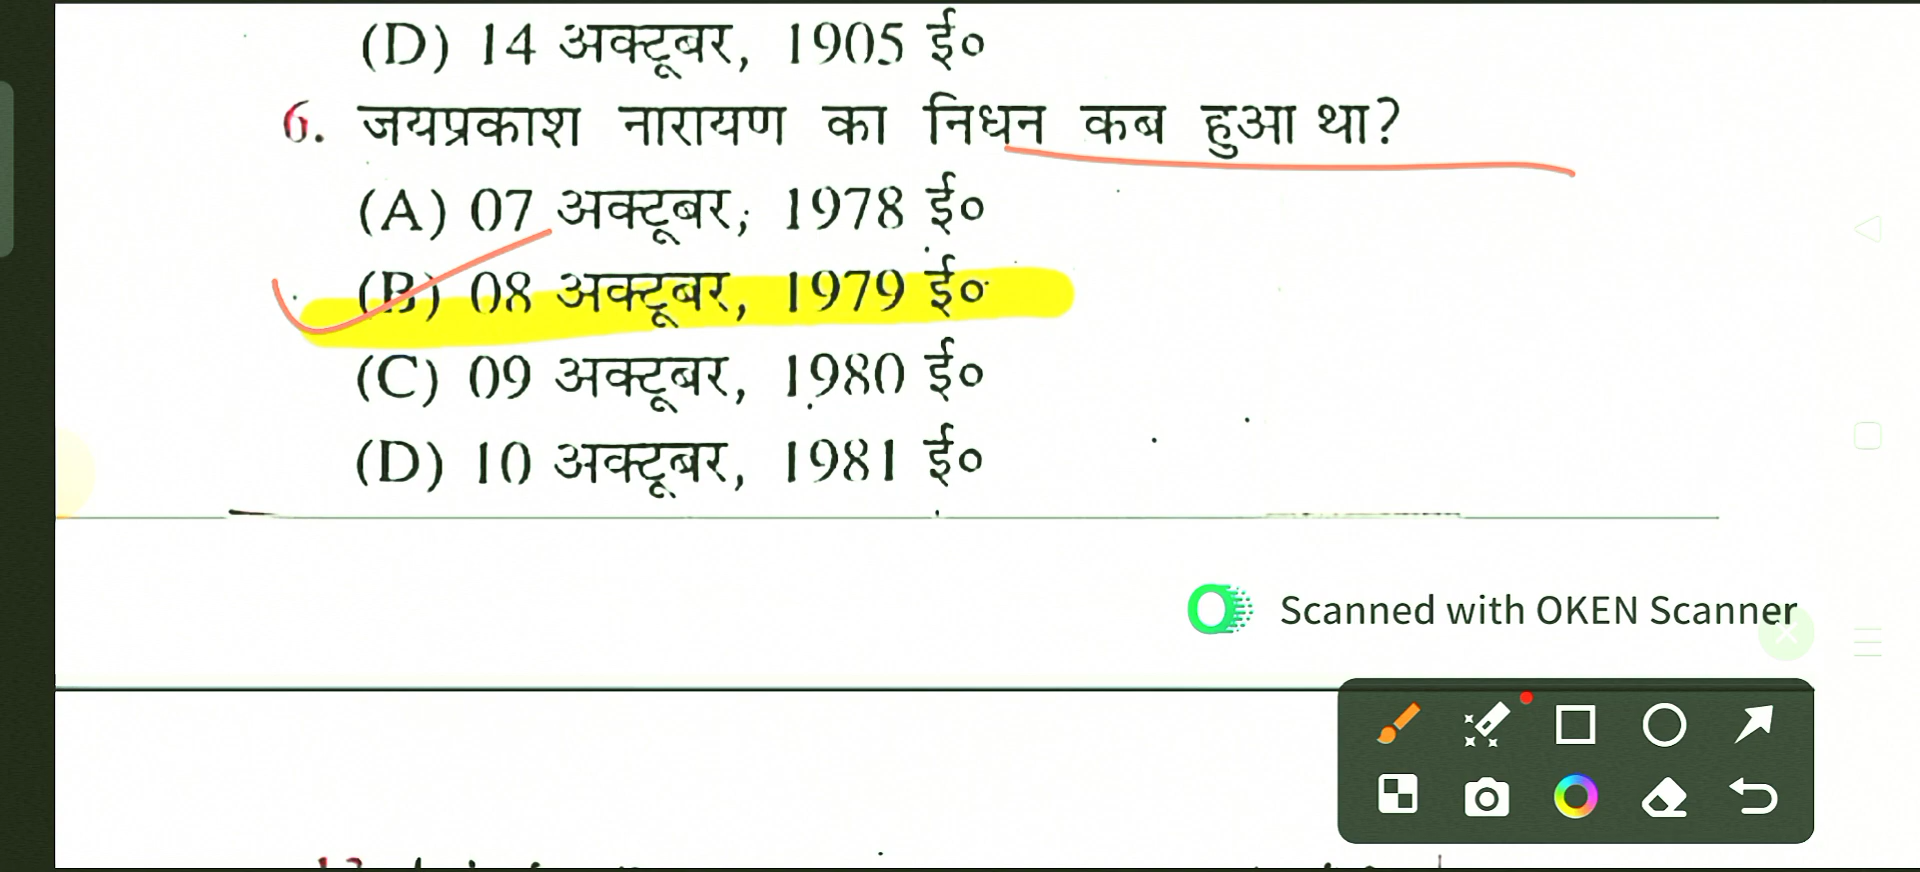 (D) 14 अक्टूबर, 1905 ई०
6. जयप्रकाश नारायण का निधन कब हुआ था?
(A) 07 अक्टूबर, 1978 ई०
(B) 08 अक्टूबर, 1979 ई०
(C) 09 अक्टूबर, 1980 ई०
(D) 10 अक्टूबर, 1981 ई०
Scanned with OKEN Scanner